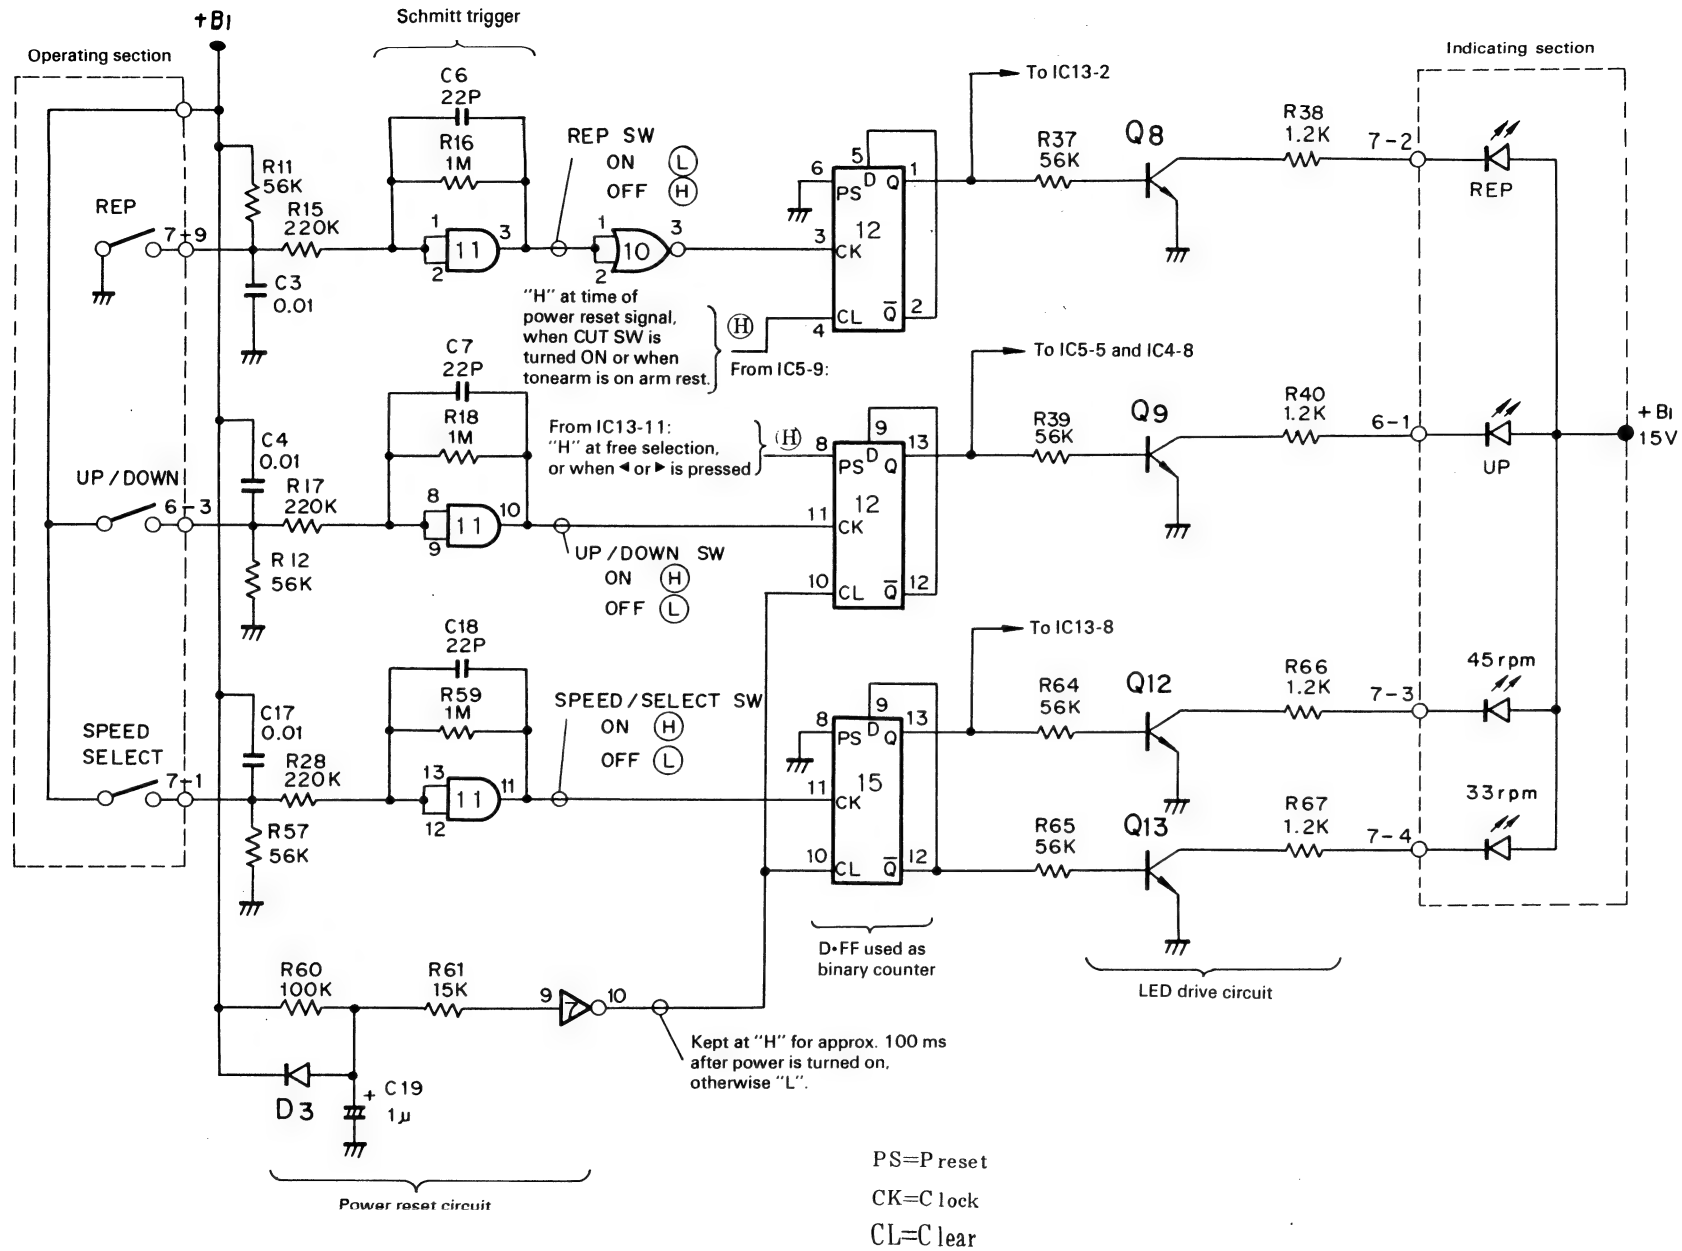 Schmitt trigger
+B1
Operating section
Indicating section
C6
22P
R16
1M
REP SW
ON L
OFF H
To IC13-2
R37
56K
Q8
R38
1.2K
7-2
REP
R11
56K
R15
220K
REP
7-9
1
2
11
3
1
2
10
3
C3
0.01
6
PS
5
D
Q
1
12
3
CK
CL
4
Q
2
"H" at time of
power reset signal,
when CUT SW is
turned ON or when
tonearm is on arm rest.
H
From IC5-9:
To IC5-5 and IC4-8
C7
22P
R18
1M
C4
0.01
R17
220K
UP/DOWN
6-3
8
9
11
10
R12
56K
From IC13-11:
"H" at free selection,
or when ◄ or ► is pressed
H
UP/DOWN SW
ON H
OFF L
8
PS
9
D
Q
13
12
11
CK
10
CL
Q
12
R39
56K
Q9
R40
1.2K
6-1
UP
+B1
15V
To IC13-8
C18
22P
R59
1M
SPEED/SELECT SW
ON H
OFF L
C17
0.01
R28
220K
SPEED
SELECT
7-1
13
12
11
11
R57
56K
8
PS
9
D
Q
13
15
11
CK
10
CL
Q
12
R64
56K
Q12
R66
1.2K
7-3
45rpm
R65
56K
Q13
R67
1.2K
7-4
33rpm
D•FF used as
binary counter
LED drive circuit
R60
100K
R61
15K
9
7
10
Kept at "H" for approx. 100 ms
after power is turned on,
otherwise "L".
D3
+
C19
1μ
Power reset circuit
PS=Preset
CK=Clock
CL=Clear